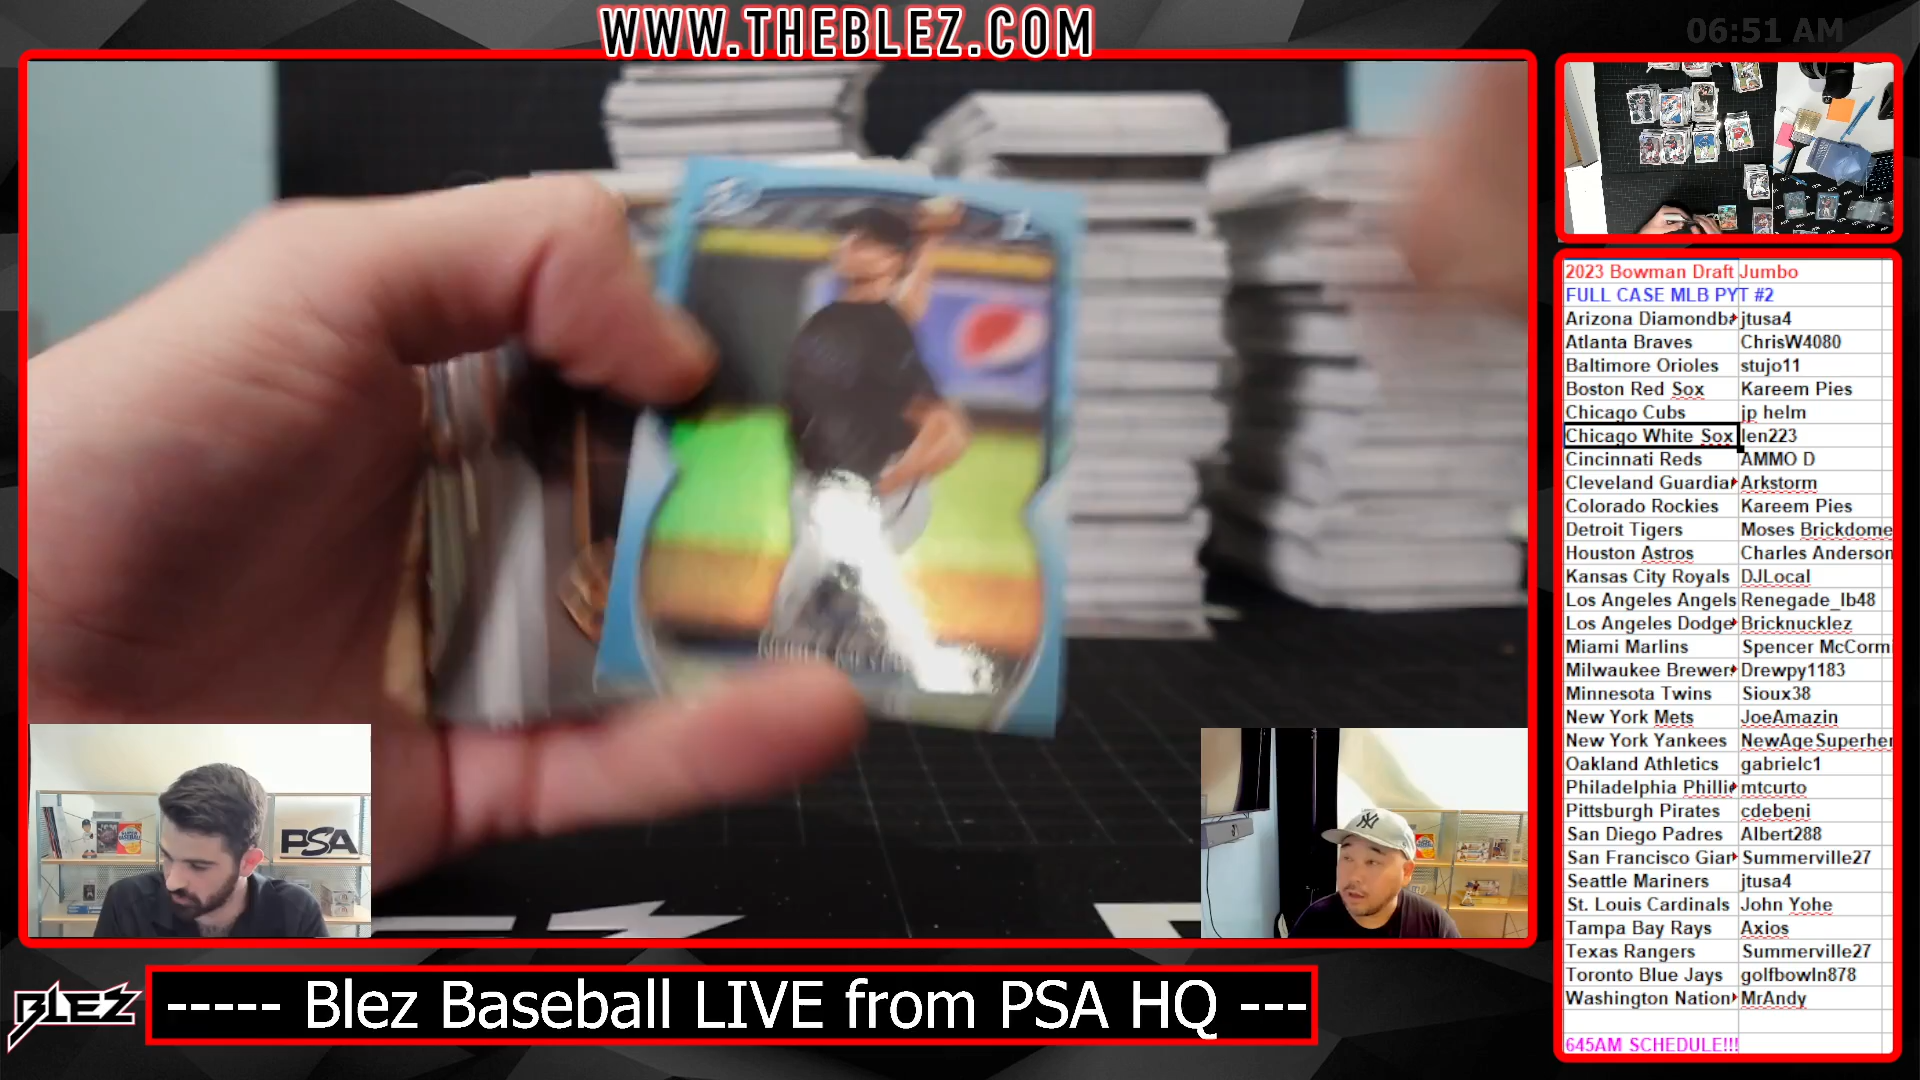 WWW.THEBLEZ.COM
06:51 AM
2023 Bowman Draft Jumbo
FULL CASE MLB PYT #2
Arizona Diamondba jtusa4
Atlanta Braves ChrisW4080
Baltimore Orioles stujo11
Boston Red Sox Kareem Pies
Chicago Cubs jp helm
Chicago White Sox len223
Cincinnati Reds AMMO D
Cleveland Guardia Arkstorm
Colorado Rockies Kareem Pies
Detroit Tigers Moses Brickdome
Houston Astros Charles Anderson
Kansas City Royals DJLocal
Los Angeles Angels Renegade_lb48
Los Angeles Dodge Bricknucklez
Miami Marlins Spencer McCormi
Milwaukee Brewer Drewpy1183
Minnesota Twins Sioux38
New York Mets JoeAmazin
New York Yankees NewAgeSuperher
Oakland Athletics gabrielc1
Philadelphia Phillie mtcurto
Pittsburgh Pirates cdebeni
San Diego Padres Albert288
San Francisco Gian Summerville27
Seattle Mariners jtusa4
St. Louis Cardinals John Yohe
Tampa Bay Rays Axios
Texas Rangers Summerville27
Toronto Blue Jays golfbowln878
Washington Nation MrAndy
645AM SCHEDULE!!!
PSA
NY
BLEZ
----- Blez Baseball LIVE from PSA HQ ---